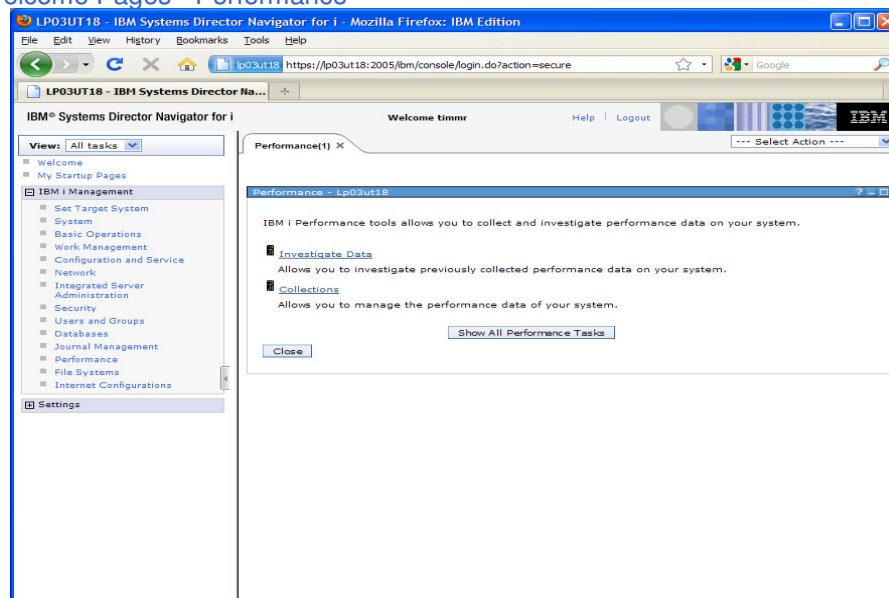 elcome Pages - Performance
LP03UT18 - IBM Systems Director Navigator for i - Mozilla Firefox: IBM Edition
File Edit View History Bookmarks Tools Help
lp03ut18 https://lp03ut18:2005/ibm/console/login.do?action=secure
Google
LP03UT18 - IBM Systems Director Na...
IBM® Systems Director Navigator for i
Welcome timmr
Help
Logout
IBM
View: All tasks
Performance(1)
--- Select Action ---
Welcome
My Startup Pages
IBM i Management
Set Target System
System
Basic Operations
Work Management
Configuration and Service
Network
Integrated Server
Administration
Security
Users and Groups
Databases
Journal Management
Performance
File Systems
Internet Configurations
Settings
Performance - Lp03ut18
IBM i Performance tools allows you to collect and investigate performance data on your system.
Investigate Data
Allows you to investigate previously collected performance data on your system.
Collections
Allows you to manage the performance data of your system.
Show All Performance Tasks
Close